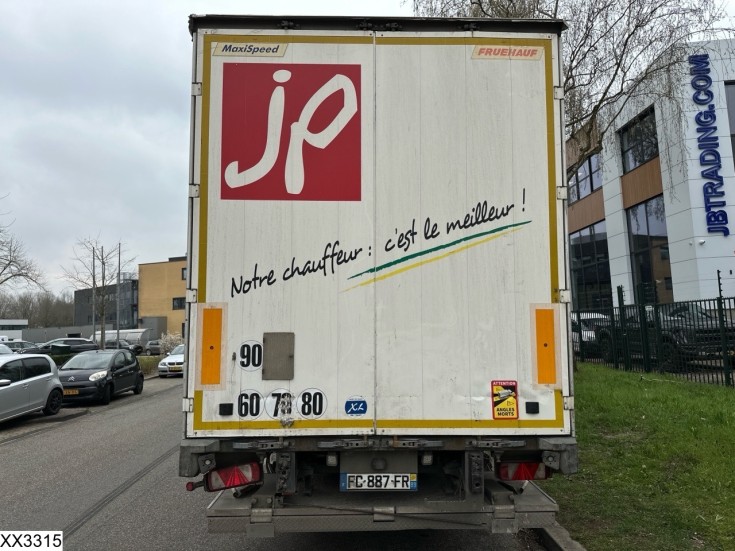 MaxiSpeed
FRUEHAUF
jp
JBTRADING.COM
Notre chauffeur : c'est le meilleur !
90
60 70 80
XL
ATTENTION
ANGLES
MORTS
FC-887-FR
XX3315